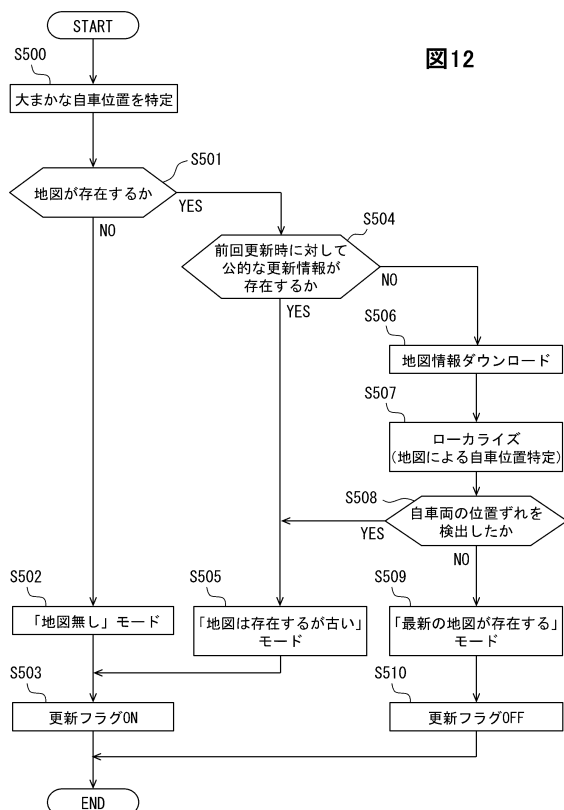 START
図12
S500
大まかな自車位置を特定
S501
地図が存在するか
YES
NO
S504
前回更新時に対して
公的な更新情報が
存在するか
NO
YES
S506
地図情報ダウンロード
S507
ローカライズ
(地図による自車位置特定)
S508
自車両の位置ずれを
検出したか
YES
NO
S502
「地図無し」モード
S505
「地図は存在するが古い」
モード
S509
「最新の地図が存在する」
モード
S503
更新フラグON
S510
更新フラグOFF
END